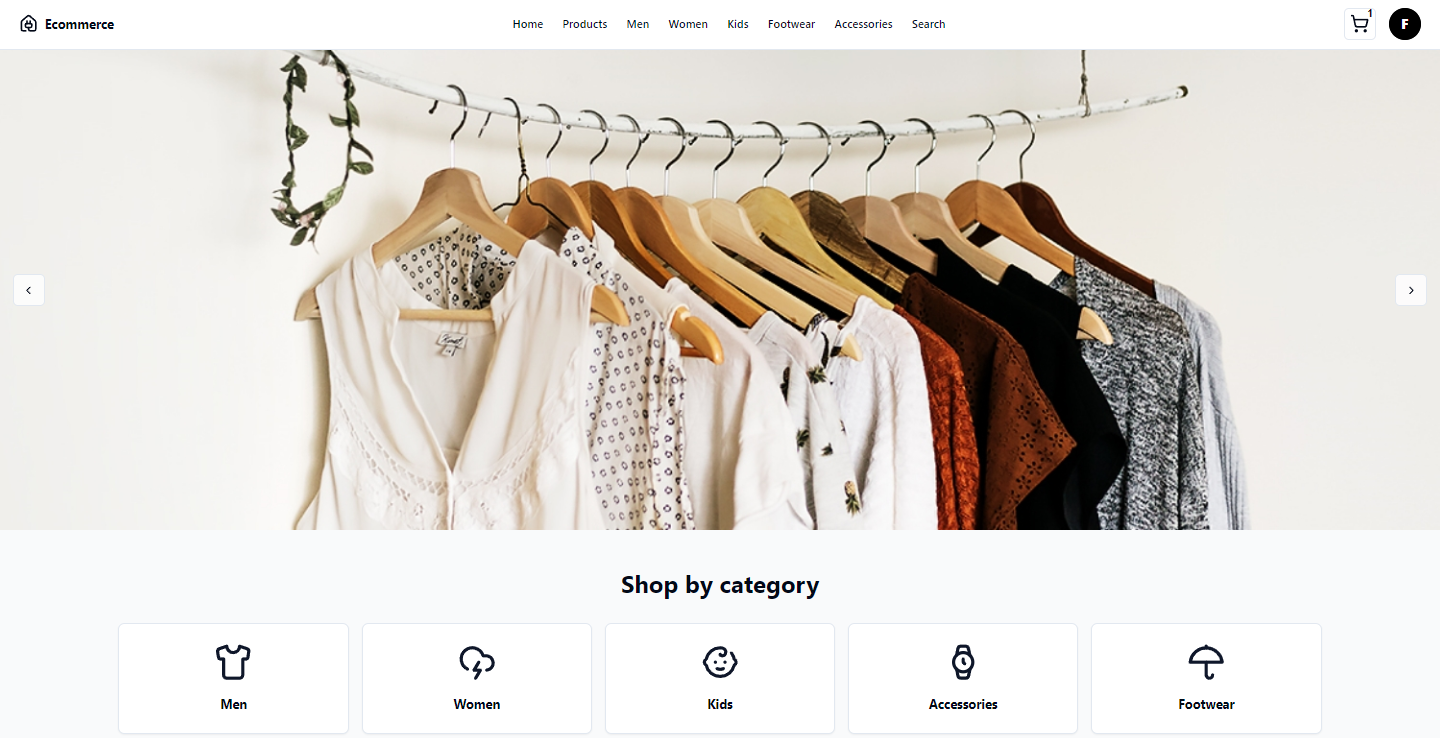 Ecommerce
Home Products Men Women Kids Footwear Accessories Search
1
F
Shop by category
Men Women Kids Accessories Footwear